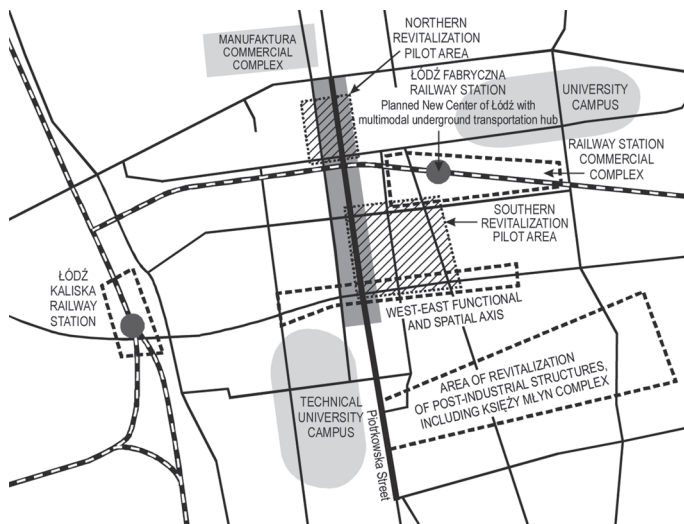 MANUFAKTURA
COMMERCIAL
COMPLEX
NORTHERN
REVITALIZATION
PILOT AREA
ŁÓDŹ FABRYCZNA
RAILWAY STATION
Planned New Center of Łódź with
multimodal underground transportation hub
UNIVERSITY
CAMPUS
RAILWAY STATION
COMMERCIAL
COMPLEX
SOUTHERN
REVITALIZATION
PILOT AREA
ŁÓDŹ
KALISKA
RAILWAY
STATION
WEST-EAST FUNCTIONAL
AND SPATIAL AXIS
AREA OF REVITALIZATION
OF POST-INDUSTRIAL STRUCTURES,
INCLUDING KSIĘŻY MŁYN COMPLEX
TECHNICAL
UNIVERSITY
CAMPUS
Piotrkowska Street